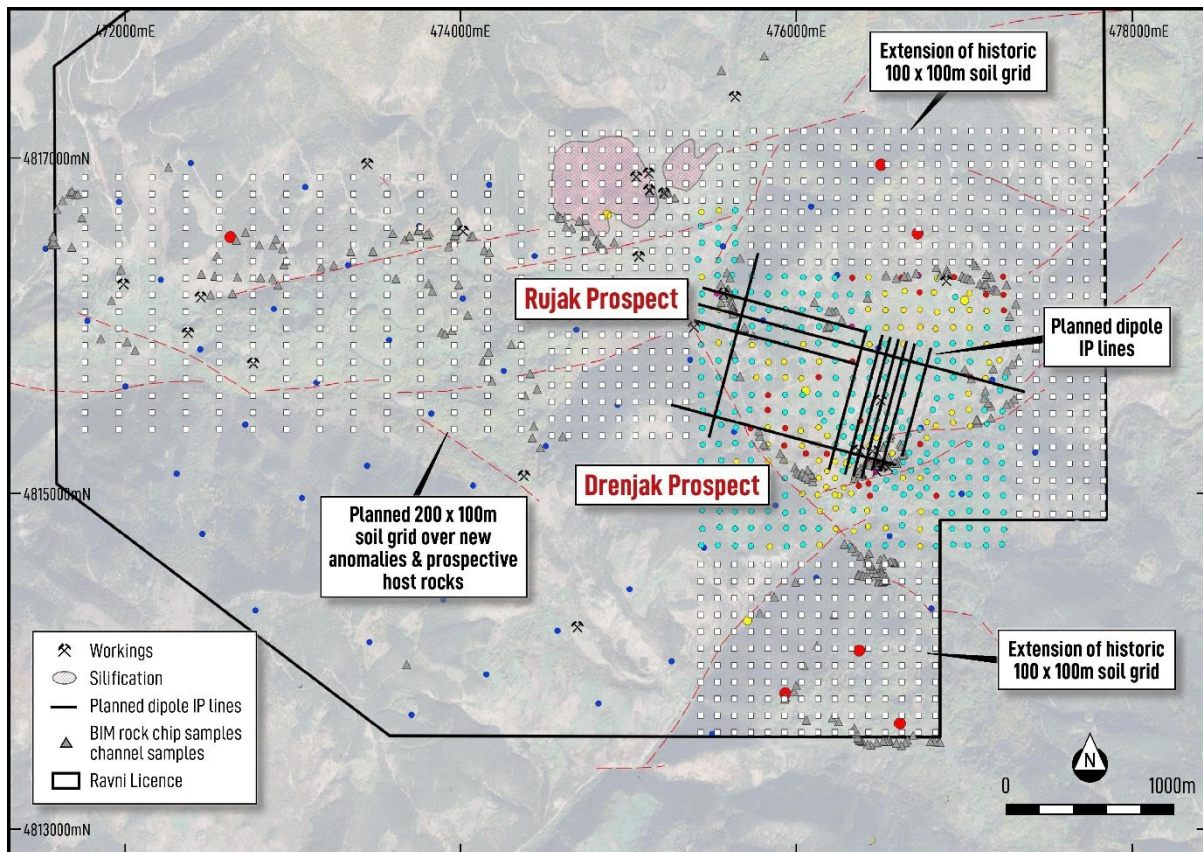 472000mE
474000mE
476000mE
478000mE
Extension of historic
100 x 100m soil grid
4817000mN
Rujak Prospect
Planned dipole
IP lines
Drenjak Prospect
4815000mN
Planned 200 x 100m
soil grid over new
anomalies & prospective
host rocks
Workings
Silification
Planned dipole IP lines
BIM rock chip samples
channel samples
Ravni Licence
Extension of historic
100 x 100m soil grid
N
0
1000m
4813000mN